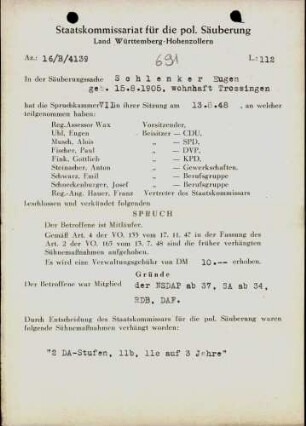 Staatskommissariat für die pol. Säuberung
Land Württemberg-Hohenzollern
Az.: 16/B/4139
691
L: 112
In der Säuberungssache Schlenker Eugen
geb. 15.8.1905, wohnhaft Trossingen
hat die Spruchkammer VII b in ihrer Sitzung am 13.8.48 , an welcher
teilgenommen haben:
Reg.Assessor Wax Vorsitzender,
Uhl, Eugen Beisitzer — CDU,
Musch, Alois „ — SPD,
Fischer, Paul „ — DVP,
Fink, Gottlieb „ — KPD,
Steinacher, Anton „ — Gewerkschaften,
Schwarz, Emil „ — Berufsgruppe
Schneckenburger, Josef „ — Berufsgruppe
Reg.-Ang. Hauer, Franz Vertreter des Staatskommissars
beschlossen und verkündet folgenden
SPRUCH
Der Betroffene ist Mitläufer.
Gemäß Art. 4 der VO. 133 vom 17. 11. 47 in der Fassung des
Art. 2 der VO. 165 vom 13. 7. 48 sind die früher verhängten
Sühnemaßnahmen aufgehoben.
Es wird eine Verwaltungsgebühr von DM 10.-- erhoben.
Gründe
Der Betroffene war Mitglied der NSDAP ab 37, SA ab 34,
RDB, DAF.
Durch Entscheidung des Staatskommissars für die pol. Säuberung waren
folgende Sühnemaßnahmen verhängt worden:
"2 DA-Stufen, 11b, 11c auf 3 Jahre"